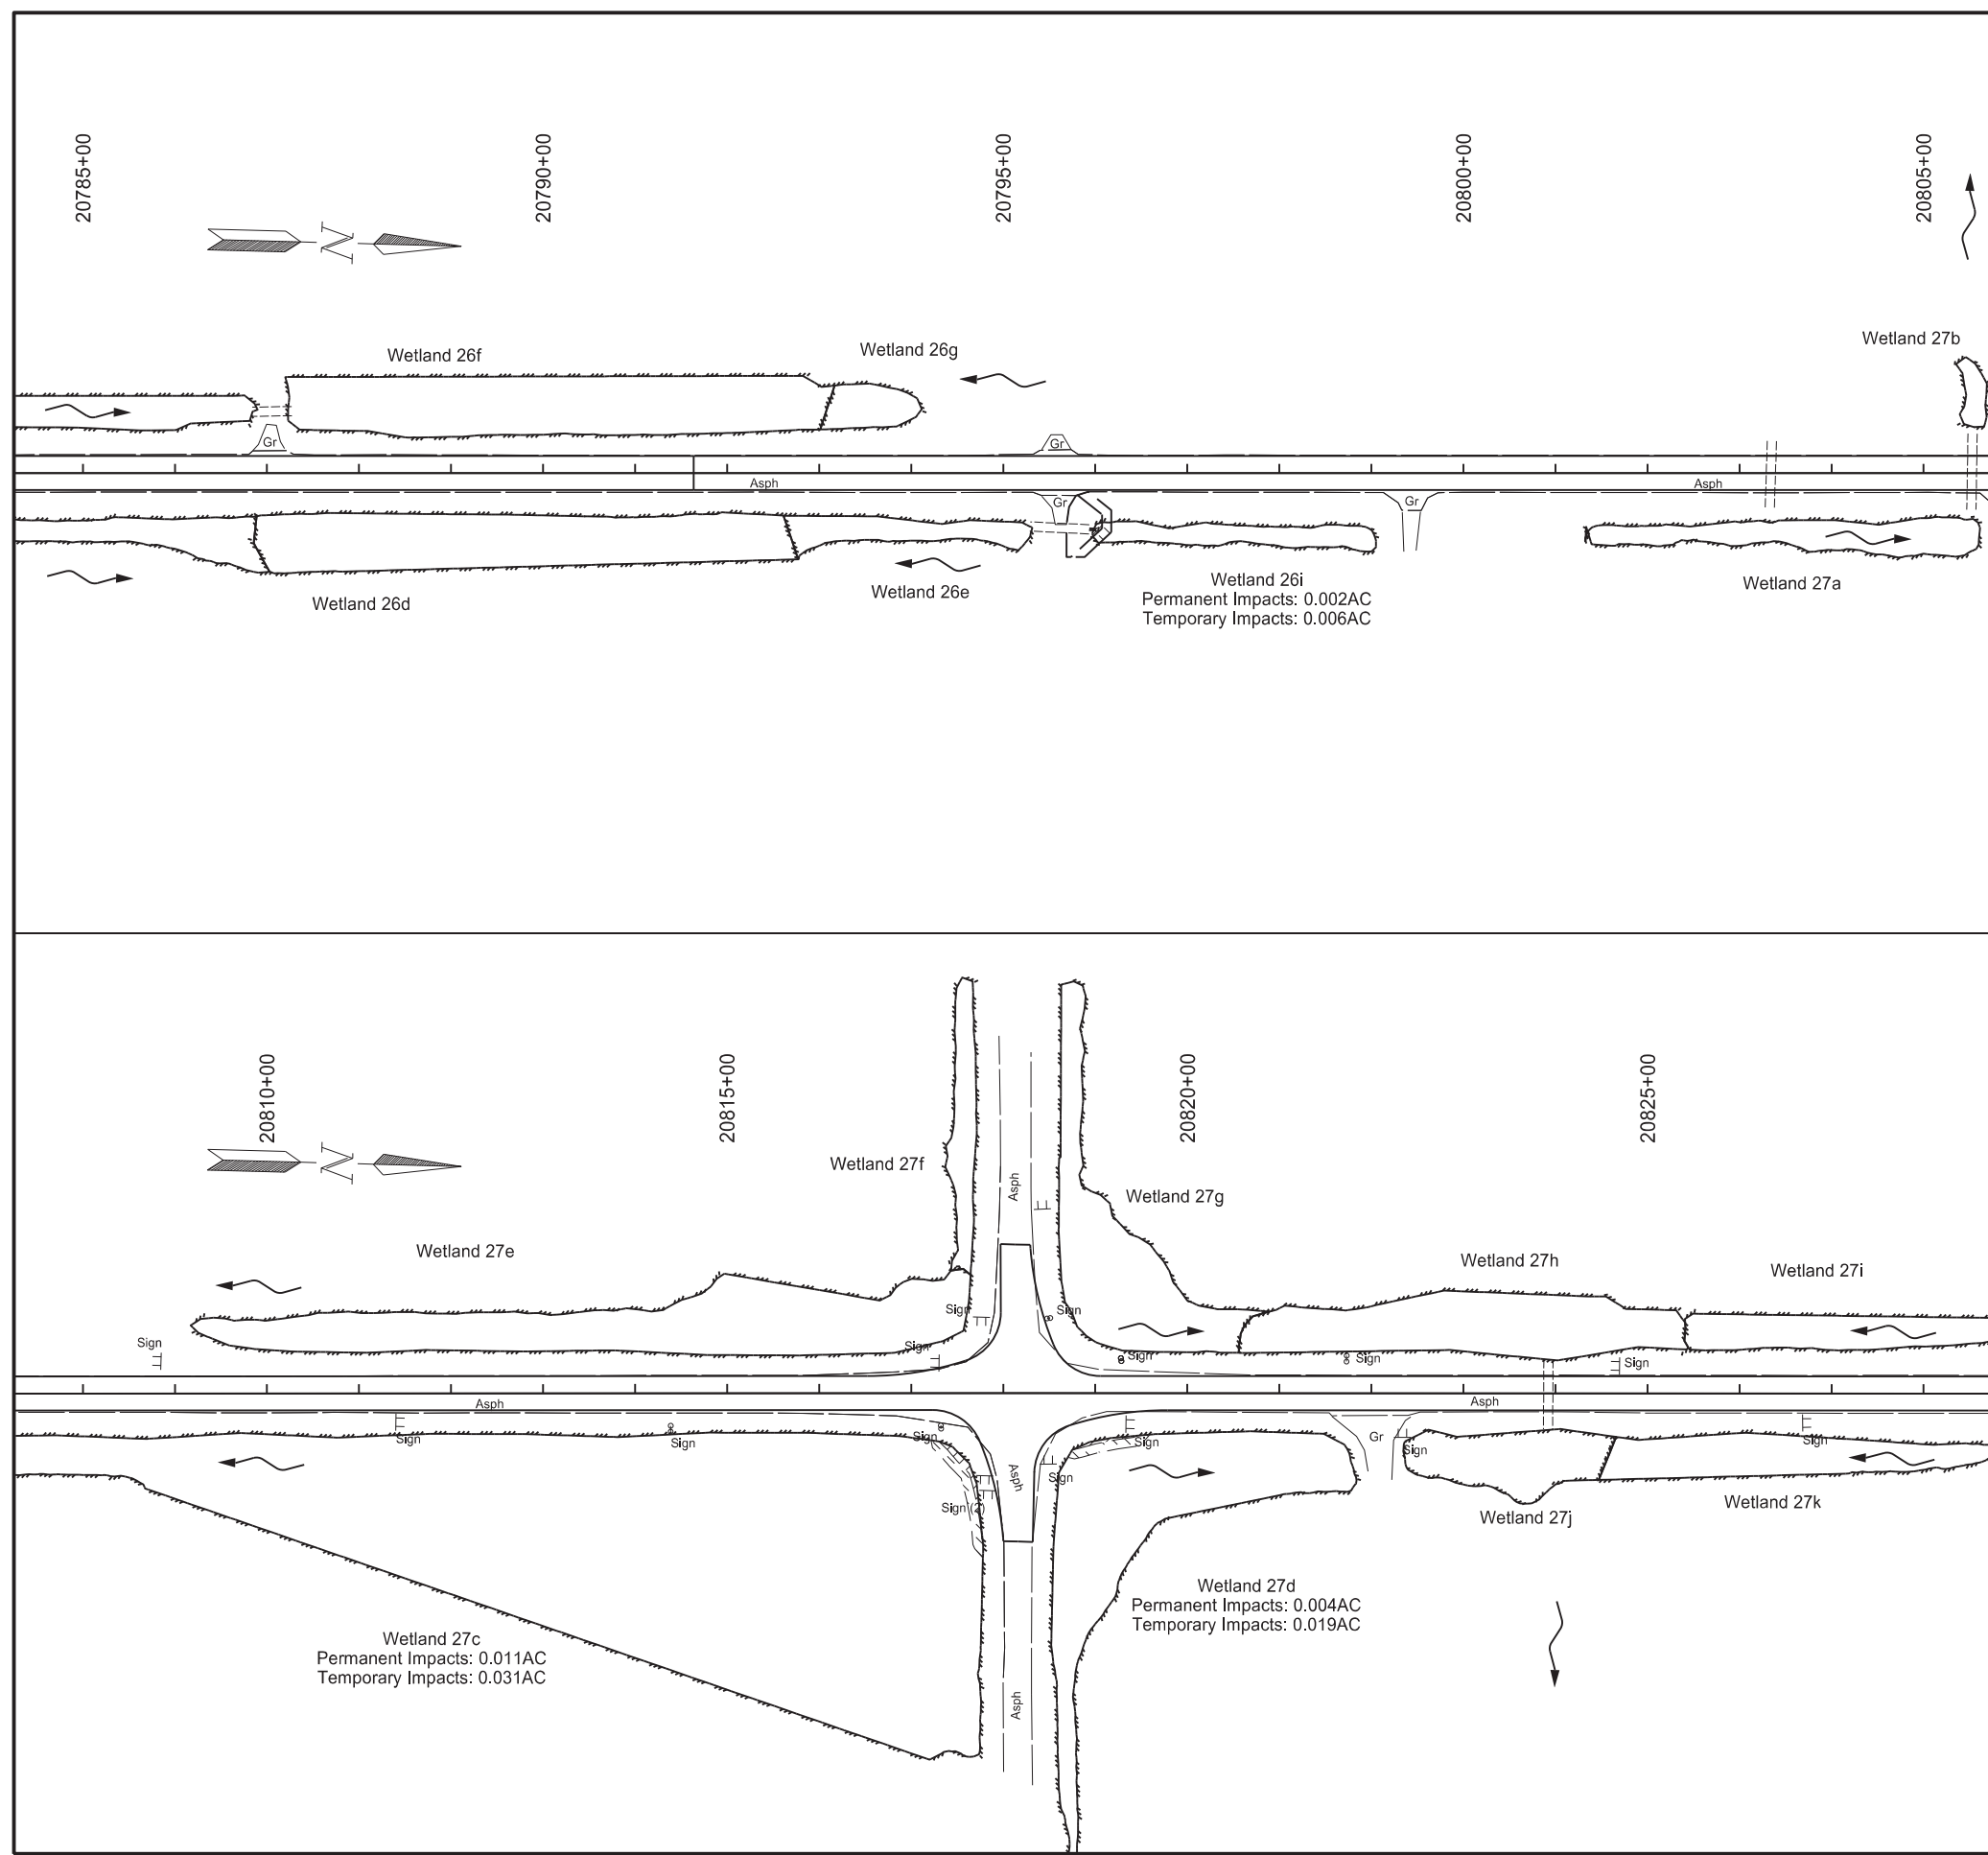 20785+00
20790+00
20795+00
20800+00
20805+00
N
Wetland 27b
Wetland 26g
Wetland 26f
Gr
Gr
Asph
Asph
Gr
Gr
Wetland 26i
Permanent Impacts: 0.002AC
Temporary Impacts: 0.006AC
Wetland 27a
Wetland 26e
Wetland 26d
20810+00
20815+00
20820+00
20825+00
N
Wetland 27f
Asph
Wetland 27g
Wetland 27e
Wetland 27h
Wetland 27i
Sign
Sign
Sign
Sign
Sign
Sign
Sign
Asph
Asph
Sign
Sign
Sign
Sign
Gr
Sign
Sign
Asph
Sign
Sign (2)
Wetland 27k
Wetland 27j
Wetland 27d
Permanent Impacts: 0.004AC
Temporary Impacts: 0.019AC
Wetland 27c
Permanent Impacts: 0.011AC
Temporary Impacts: 0.031AC
Asph